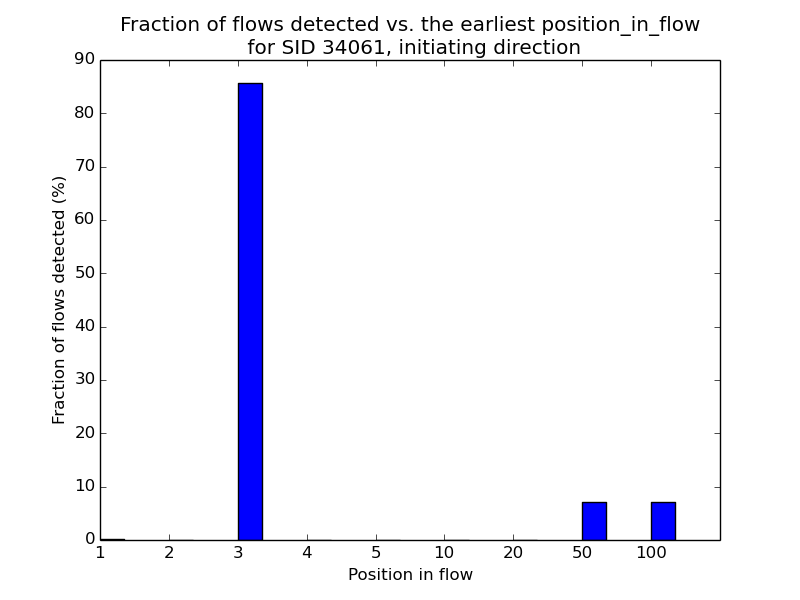 Fraction of flows detected vs. the earliest position_in_flow
for SID 34061, initiating direction
90
80
70
60
50
40
30
20
10
0
Fraction of flows detected (%)
1 2 3 4 5 10 20 50 100
Position in flow